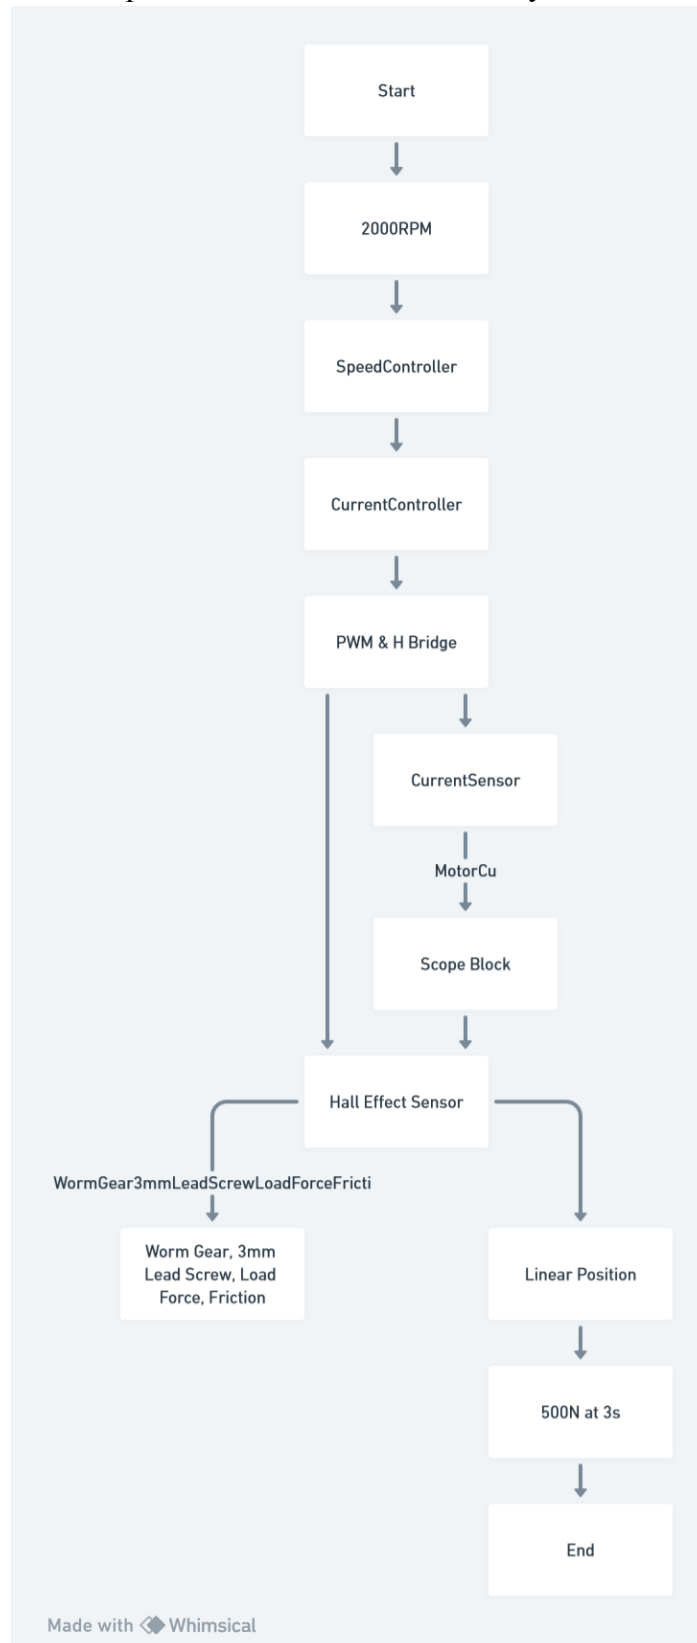 Start
2000RPM
SpeedController
CurrentController
PWM & H Bridge
CurrentSensor
MotorCu
Scope Block
Hall Effect Sensor
WormGear3mmLeadScrewLoadForceFricti
Worm Gear, 3mm
Lead Screw, Load
Force, Friction
Linear Position
500N at 3s
End
Made with Whimsical